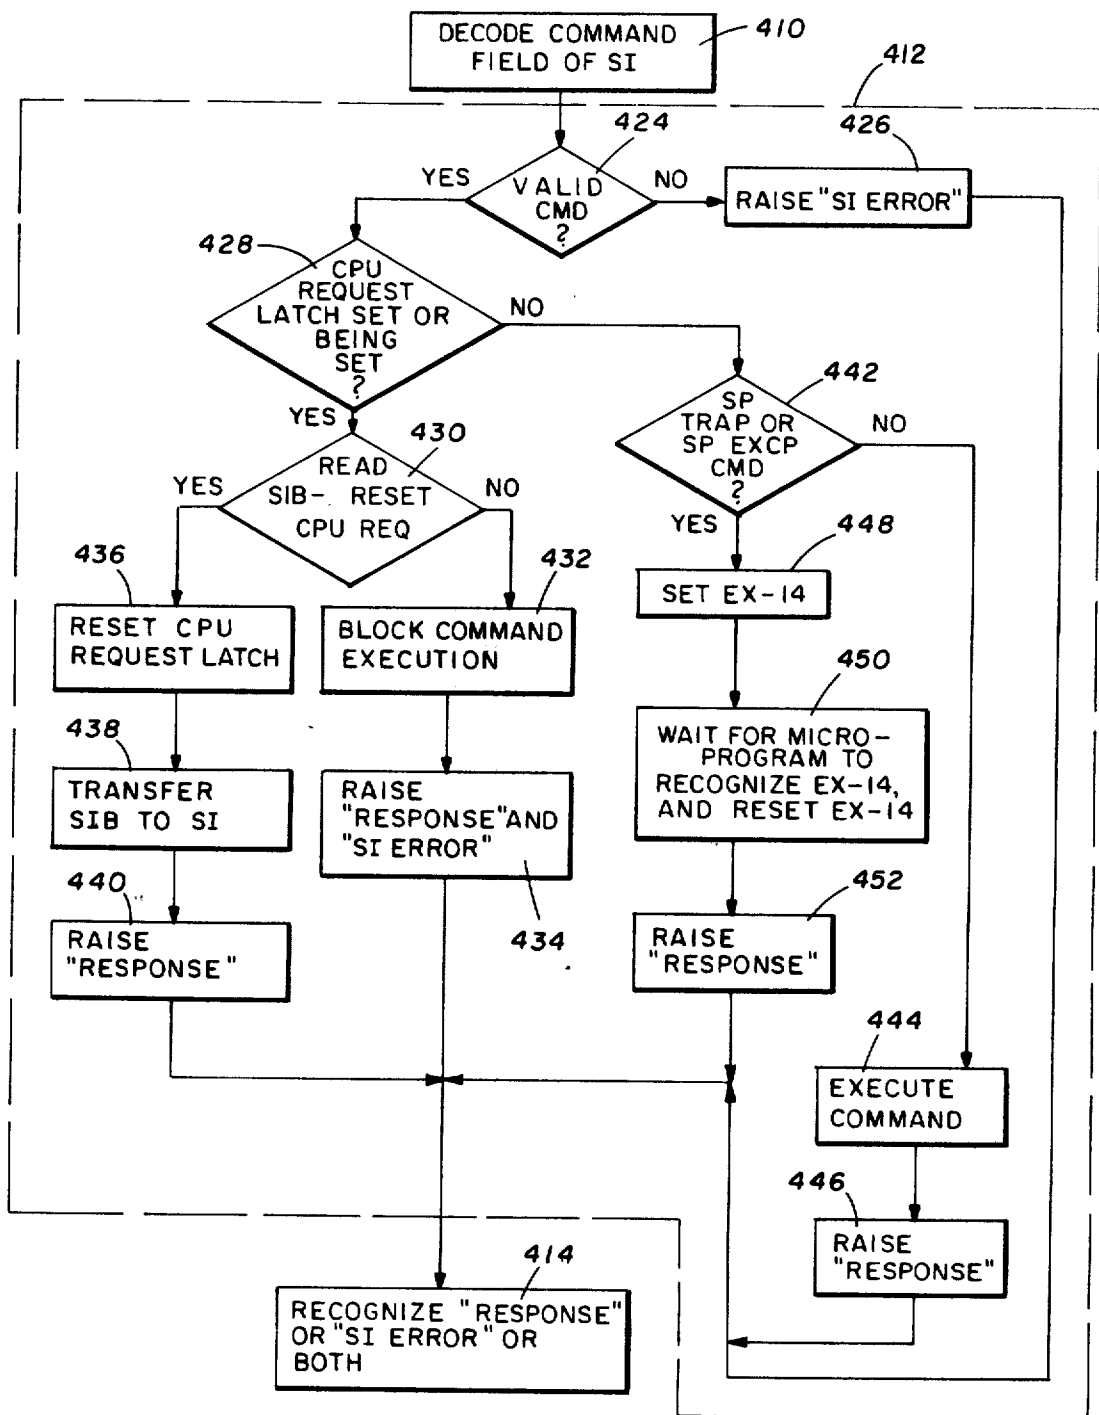 DECODE COMMAND
FIELD OF SI
410
412
424
426
YES
VALID
CMD
?
NO
RAISE "SI ERROR"
428
CPU
REQUEST
LATCH SET OR
BEING
SET
?
NO
YES
442
SP
TRAP OR
SP EXCP
CMD
?
NO
YES
430
READ
SIB- RESET
CPU REQ
YES
NO
436
RESET CPU
REQUEST LATCH
432
BLOCK COMMAND
EXECUTION
448
SET EX-14
450
WAIT FOR MICRO-
PROGRAM TO
RECOGNIZE EX-14,
AND RESET EX-14
438
TRANSFER
SIB TO SI
RAISE
"RESPONSE" AND
"SI ERROR"
434
440
RAISE
"RESPONSE"
452
RAISE
"RESPONSE"
444
EXECUTE
COMMAND
446
RAISE
"RESPONSE"
414
RECOGNIZE "RESPONSE"
OR "SI ERROR" OR
BOTH